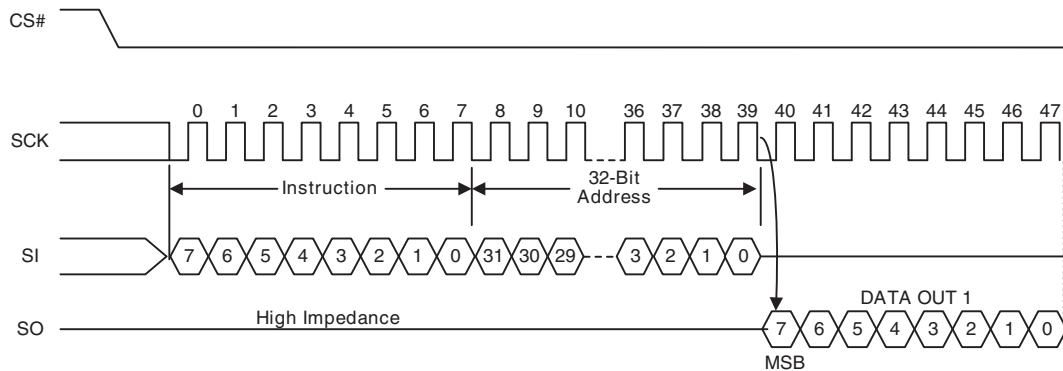 CS#
0 1 2 3 4 5 6 7 8 9 10 36 37 38 39 40 41 42 43 44 45 46 47
SCK
Instruction
32-Bit
Address
SI
7 6 5 4 3 2 1 0 31 30 29 3 2 1 0
DATA OUT 1
High Impedance
SO
7 6 5 4 3 2 1 0
MSB